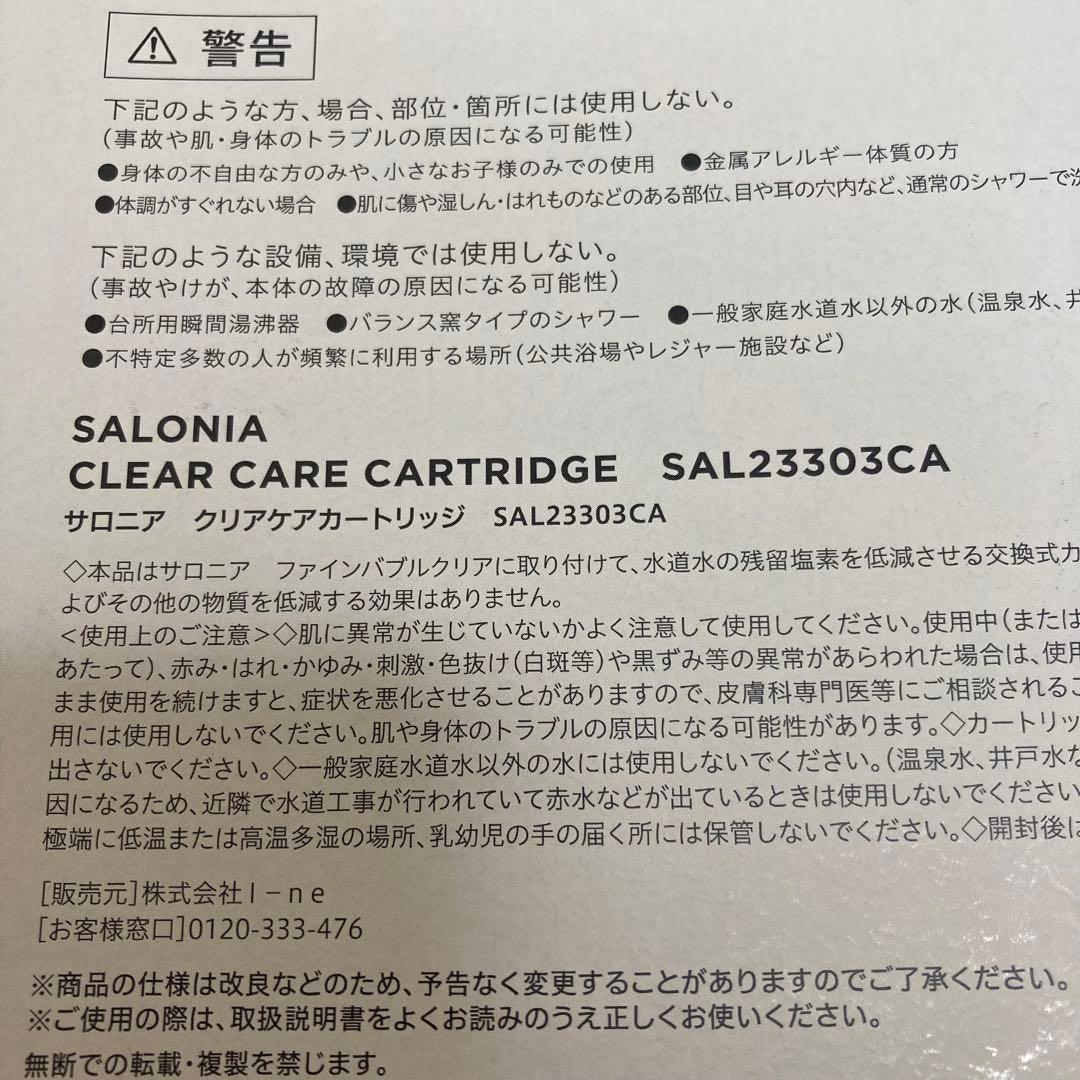 ⚠ 警告
下記のような方、場合、部位・箇所には使用しない。
(事故や肌・身体のトラブルの原因になる可能性)
●身体の不自由な方のみや、小さなお子様のみでの使用 ●金属アレルギー体質の方
●体調がすぐれない場合 ●肌に傷や湿しん・はれものなどのある部位、目や耳の穴内など、通常のシャワーで洗
下記のような設備、環境では使用しない。
(事故やけが、本体の故障の原因になる可能性)
●台所用瞬間湯沸器 ●バランス窯タイプのシャワー ●一般家庭水道水以外の水(温泉水、井
●不特定多数の人が頻繁に利用する場所(公共浴場やレジャー施設など)
SALONIA
CLEAR CARE CARTRIDGE SAL23303CA
サロニア クリアケアカートリッジ SAL23303CA
◇本品はサロニア ファインバブルクリアに取り付けて、水道水の残留塩素を低減させる交換式カ
よびその他の物質を低減する効果はありません。
<使用上のご注意>◇肌に異常が生じていないかよく注意して使用してください。使用中(または
あたって)、赤み・はれ・かゆみ・刺激・色抜け(白斑等)や黒ずみ等の異常があらわれた場合は、使用
まま使用を続けますと、症状を悪化させることがありますので、皮膚科専門医等にご相談されるこ
用には使用しないでください。肌や身体のトラブルの原因になる可能性があります。◇カートリッ
出さないでください。◇一般家庭水道水以外の水には使用しないでください。(温泉水、井戸水な
因になるため、近隣で水道工事が行われていて赤水などが出ているときは使用しないでください
極端に低温または高温多湿の場所、乳幼児の手の届く所には保管しないでください。◇開封後は
[販売元]株式会社I-ne
[お客様窓口]0120-333-476
※商品の仕様は改良などのため、予告なく変更することがありますのでご了承ください。
※ご使用の際は、取扱説明書をよくお読みのうえ正しくお使いください。
無断での転載・複製を禁じます。